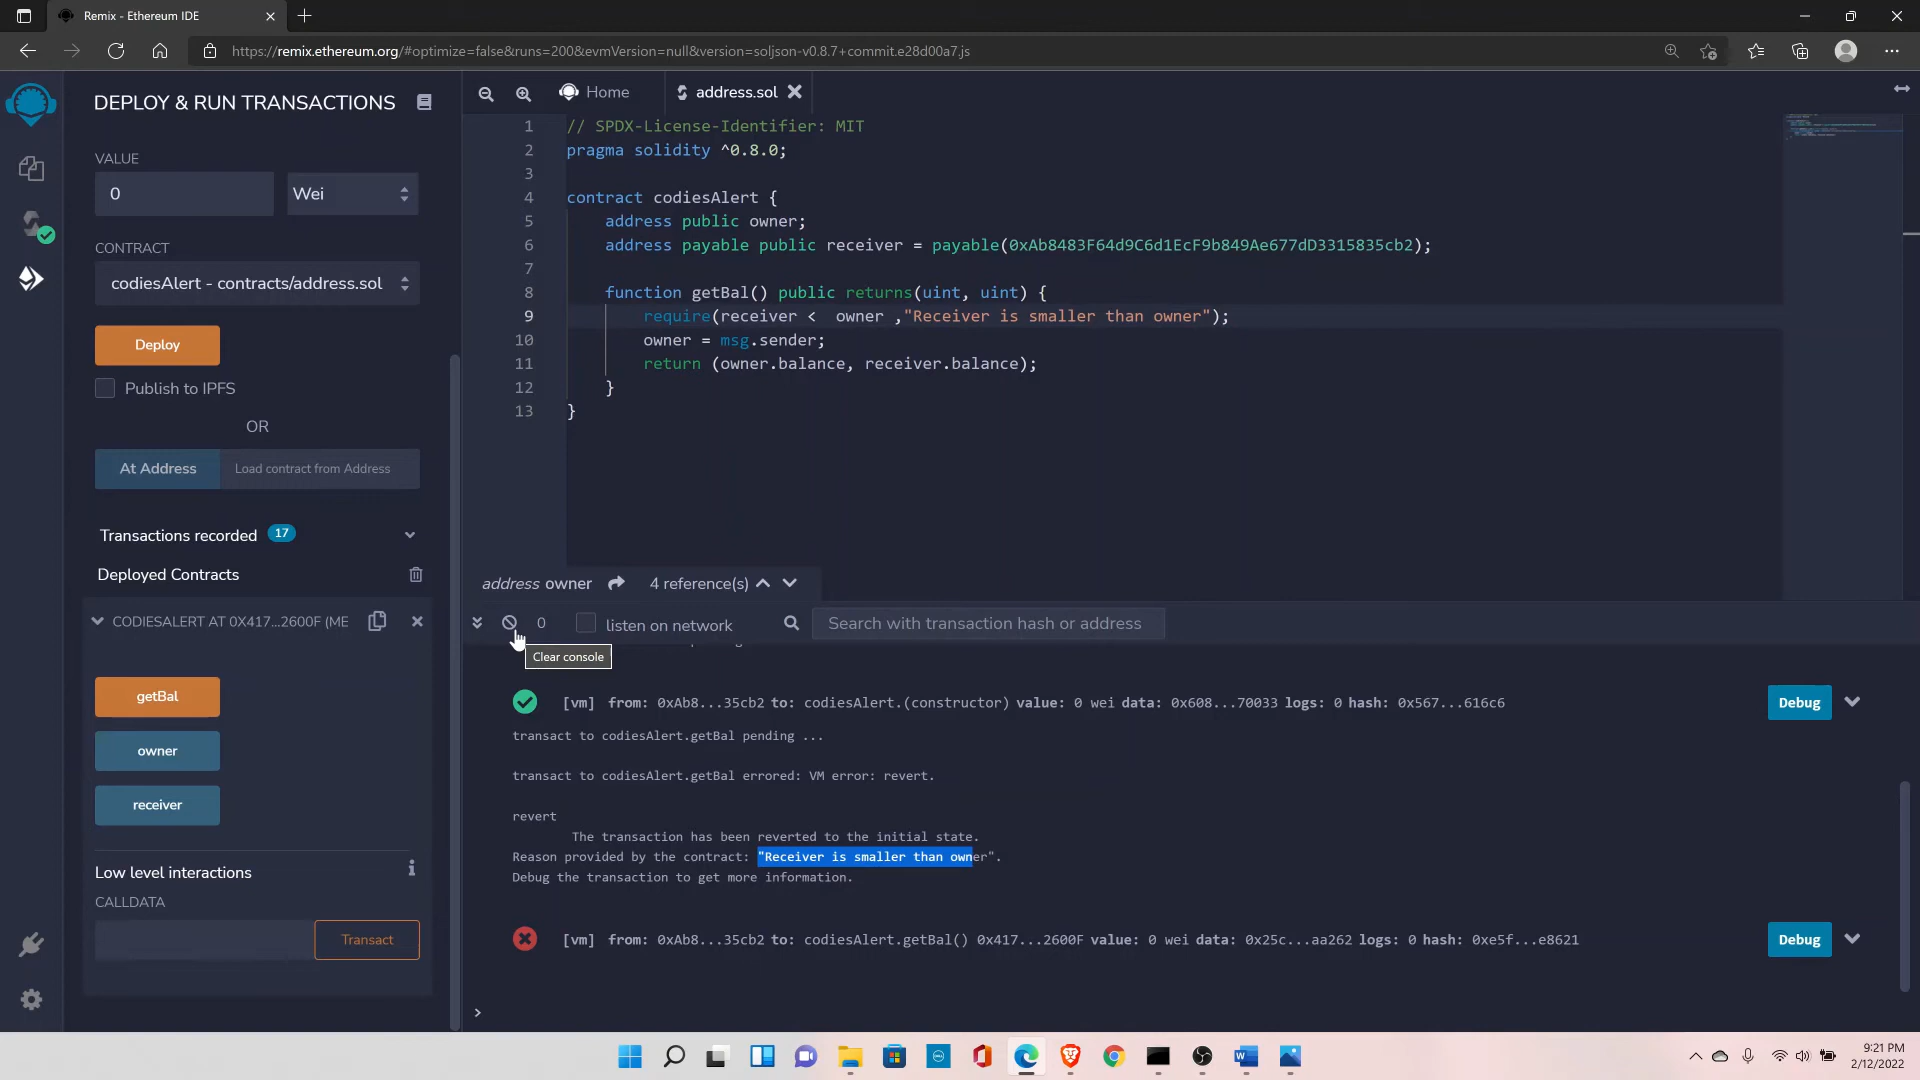 Remix - Ethereum IDE
https://remix.ethereum.org/#optimize=false&runs=200&evmVersion=null&version=soljson-v0.8.7+commit.e28d00a7.js
DEPLOY & RUN TRANSACTIONS
VALUE
0
Wei
CONTRACT
codiesAlert - contracts/address.sol
Deploy
Publish to IPFS
OR
At Address
Load contract from Address
Transactions recorded 17
Deployed Contracts
CODIESALERT AT 0X417...2600F (ME
getBal
owner
receiver
Low level interactions
i
CALLDATA
Transact
Home
address.sol
1 // SPDX-License-Identifier: MIT
2 pragma solidity ^0.8.0;
3
4 contract codiesAlert {
5 address public owner;
6 address payable public receiver = payable(0xAb8483F64d9C6d1EcF9b849Ae677dD3315835cb2);
7
8 function getBal() public returns(uint, uint) {
9 require(receiver <  owner ,"Receiver is smaller than owner");
10 owner = msg.sender;
11 return (owner.balance, receiver.balance);
12 }
13 }
address owner 4 reference(s)
0 listen on network Search with transaction hash or address
Clear console
[vm] from: 0xAb8...35cb2 to: codiesAlert.(constructor) value: 0 wei data: 0x608...70033 logs: 0 hash: 0x567...616c6
Debug
transact to codiesAlert.getBal pending ...
transact to codiesAlert.getBal errored: VM error: revert.
revert
The transaction has been reverted to the initial state.
Reason provided by the contract: "Receiver is smaller than owner".
Debug the transaction to get more information.
[vm] from: 0xAb8...35cb2 to: codiesAlert.getBal() 0x417...2600F value: 0 wei data: 0x25c...aa262 logs: 0 hash: 0xe5f...e8621
Debug
>
9:21 PM
2/12/2022